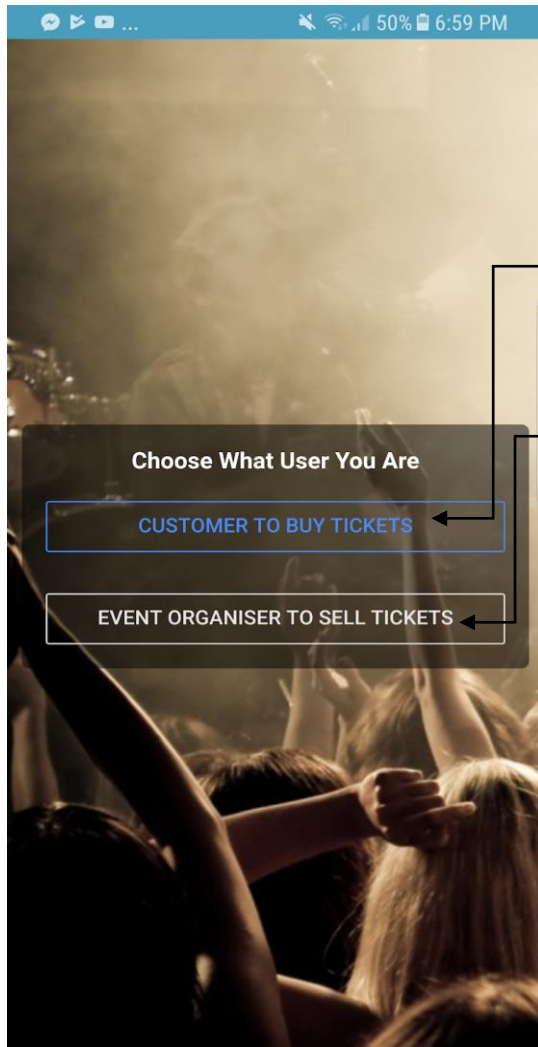 ... 50% 6:59 PM
Choose What User You Are
CUSTOMER TO BUY TICKETS
EVENT ORGANISER TO SELL TICKETS